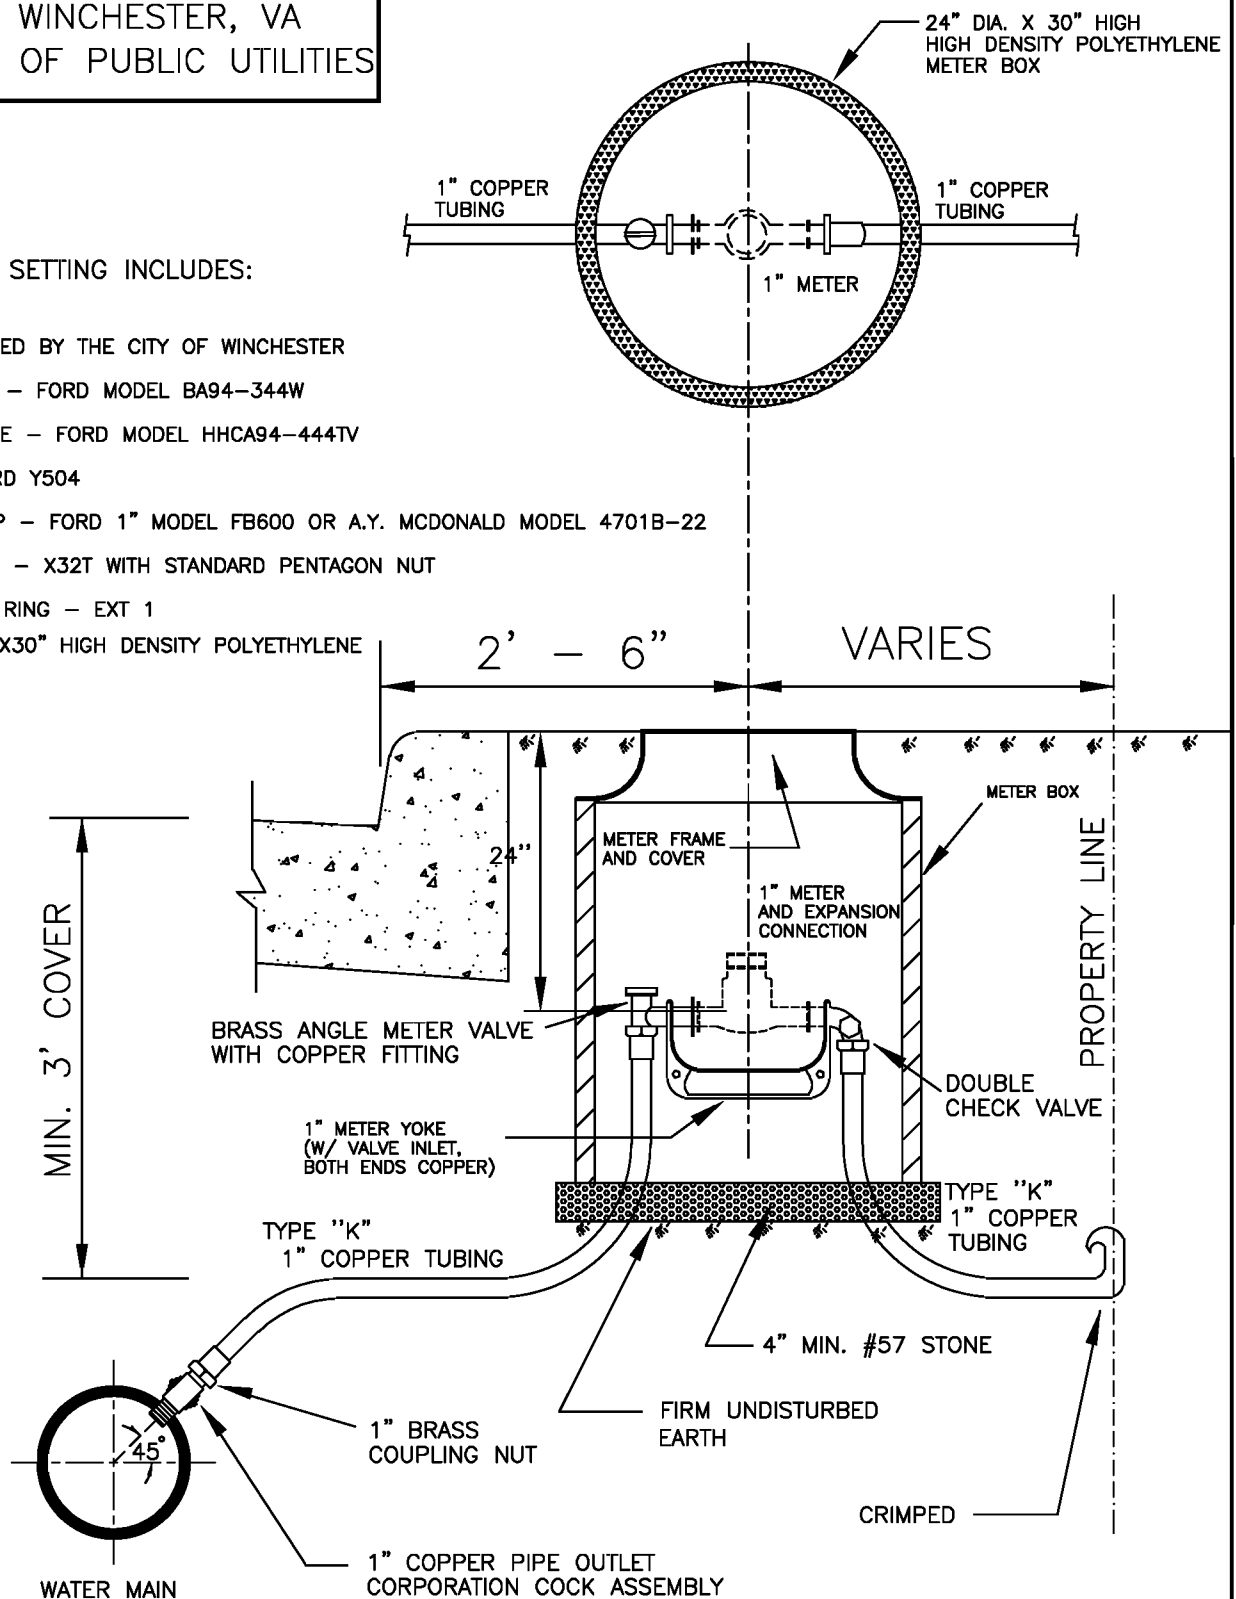 WINCHESTER, VA
OF PUBLIC UTILITIES
24" DIA. X 30" HIGH
HIGH DENSITY POLYETHYLENE
METER BOX
1" COPPER
TUBING
1" COPPER
TUBING
1" METER
SETTING INCLUDES:
ED BY THE CITY OF WINCHESTER
– FORD MODEL BA94–344W
E – FORD MODEL HHCA94–444TV
RD Y504
P – FORD 1" MODEL FB600 OR A.Y. MCDONALD MODEL 4701B–22
– X32T WITH STANDARD PENTAGON NUT
RING – EXT 1
X30" HIGH DENSITY POLYETHYLENE
2' – 6"
VARIES
METER BOX
METER FRAME
AND COVER
24"
1" METER
AND EXPANSION
CONNECTION
PROPERTY LINE
MIN. 3' COVER
BRASS ANGLE METER VALVE
WITH COPPER FITTING
DOUBLE
CHECK VALVE
1" METER YOKE
(W/ VALVE INLET,
BOTH ENDS COPPER)
TYPE "K"
1" COPPER
TUBING
TYPE "K"
1" COPPER TUBING
4" MIN. #57 STONE
FIRM UNDISTURBED
EARTH
1" BRASS
COUPLING NUT
45°
CRIMPED
1" COPPER PIPE OUTLET
CORPORATION COCK ASSEMBLY
WATER MAIN